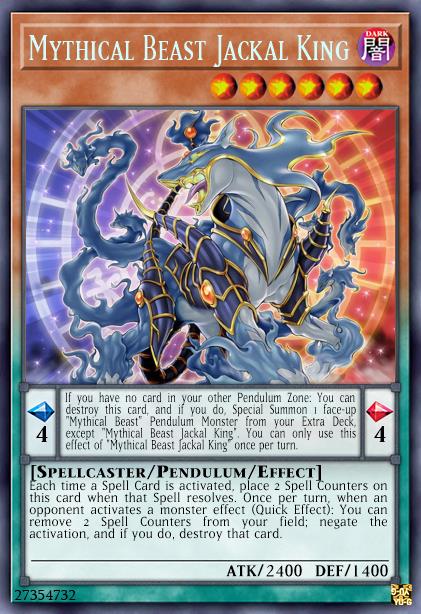 Mythical Beast Jackal King
DARK
闇
If you have no card in your other Pendulum Zone: You can
destroy this card, and if you do, Special Summon 1 face-up
"Mythical Beast" Pendulum Monster from your Extra Deck,
except "Mythical Beast Jackal King". You can only use this
effect of "Mythical Beast Jackal King" once per turn.
4
4
[Spellcaster/Pendulum/Effect]
Each time a Spell Card is activated, place 2 Spell Counters on
this card when that Spell resolves. Once per turn, when an
opponent activates a monster effect (Quick Effect): You can
remove 2 Spell Counters from your field; negate the
activation, and if you do, destroy that card.
ATK/2400 DEF/1400
27354732